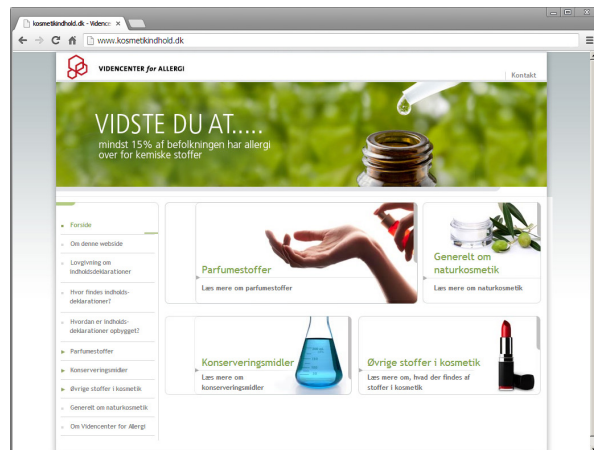 kosmetikindhold.dk - Videnc
www.kosmetikindhold.dk
VIDENCENTER for ALLERGI
Kontakt
VIDSTE DU AT.....
mindst 15% af befolkningen har allergi
over for kemiske stoffer
Forside
Om denne webside
Lovgivning om
indholdsdeklarationer
Hvor findes indholds-
deklarationer?
Hvordan er indholds-
deklarationer opbygget?
Parfumestoffer
Konserveringsmidler
Øvrige stoffer i kosmetik
Generelt om naturkosmetik
Om Videncenter for Allergi
Parfumestoffer
Læs mere om parfumestoffer
Generelt om
naturkosmetik
Læs mere om naturkosmetik
Konserveringsmidler
Læs mere om
konserveringsmidler
Øvrige stoffer i kosmetik
Læs mere om, hvad der findes af
stoffer i kosmetik